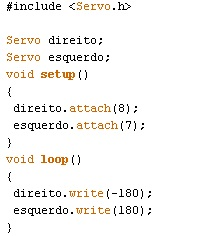 #include <Servo.h>
Servo direito;
Servo esquerdo;
void setup()
{
direito.attach(8);
esquerdo.attach(7);
}
void loop()
{
direito.write(-180);
esquerdo.write(180);
}